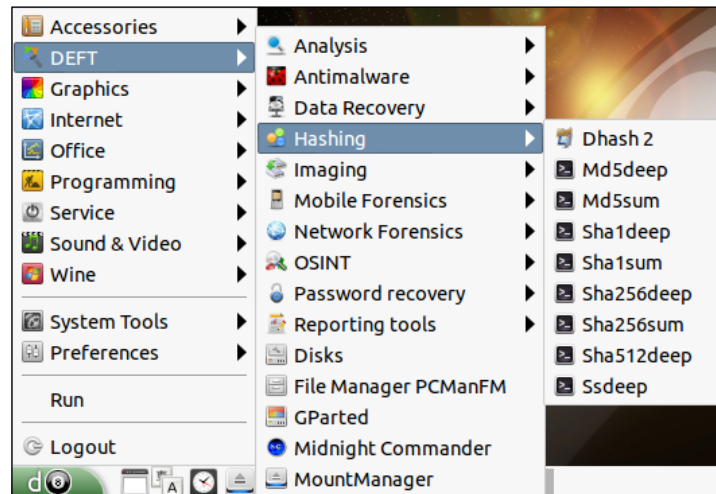 Accessories
DEFT
Graphics
Internet
Office
Programming
Service
Sound & Video
Wine
System Tools
Preferences
Run
Logout
Analysis
Antimalware
Data Recovery
Hashing
Imaging
Mobile Forensics
Network Forensics
OSINT
Password recovery
Reporting tools
Disks
File Manager PCManFM
GParted
Midnight Commander
MountManager
Dhash 2
Md5deep
Md5sum
Sha1deep
Sha1sum
Sha256deep
Sha256sum
Sha512deep
Ssdeep
d8
A